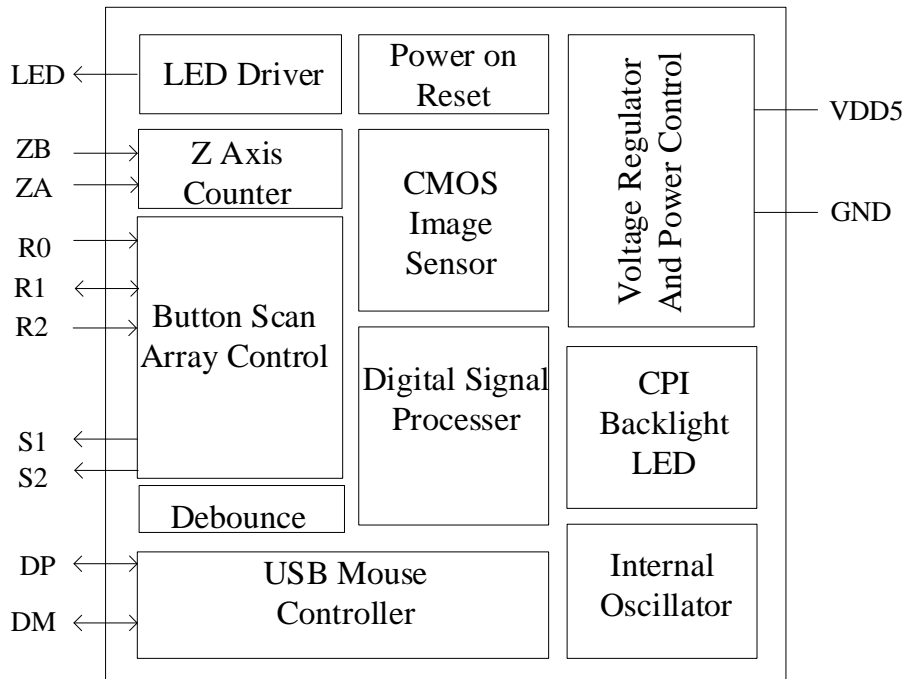 LED
LED Driver
Power on
Reset
Voltage Regulator
And Power Control
VDD5
GND
ZB
ZA
Z Axis
Counter
CMOS
Image
Sensor
R0
R1
R2
Button Scan
Array Control
S1
S2
Digital Signal
Processer
CPI
Backlight
LED
Debounce
DP
DM
USB Mouse
Controller
Internal
Oscillator